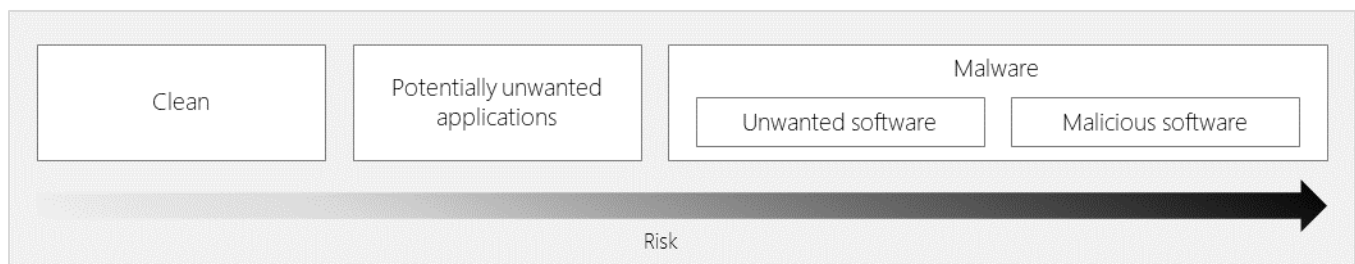 Clean
Potentially unwanted
applications
Malware
Unwanted software
Malicious software
Risk